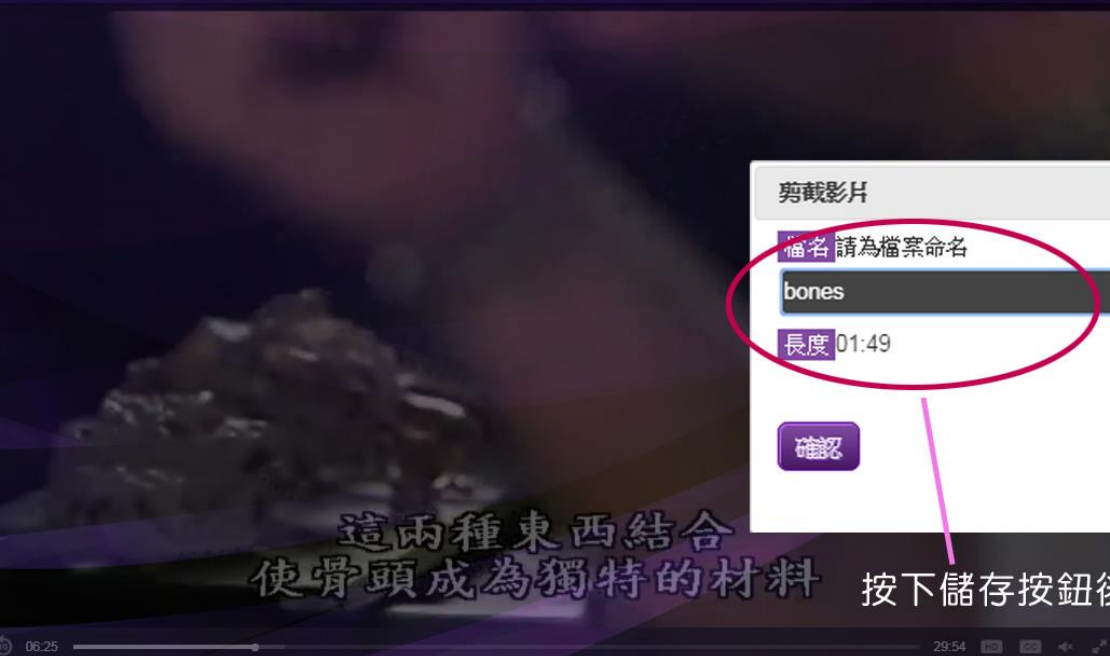 剪截影片
檔名 請為檔案命名
bones
長度 01:49
確認
這兩種東西結合
使骨頭成為獨特的材料
按下儲存按鈕後
06:25
29:54 HD CC